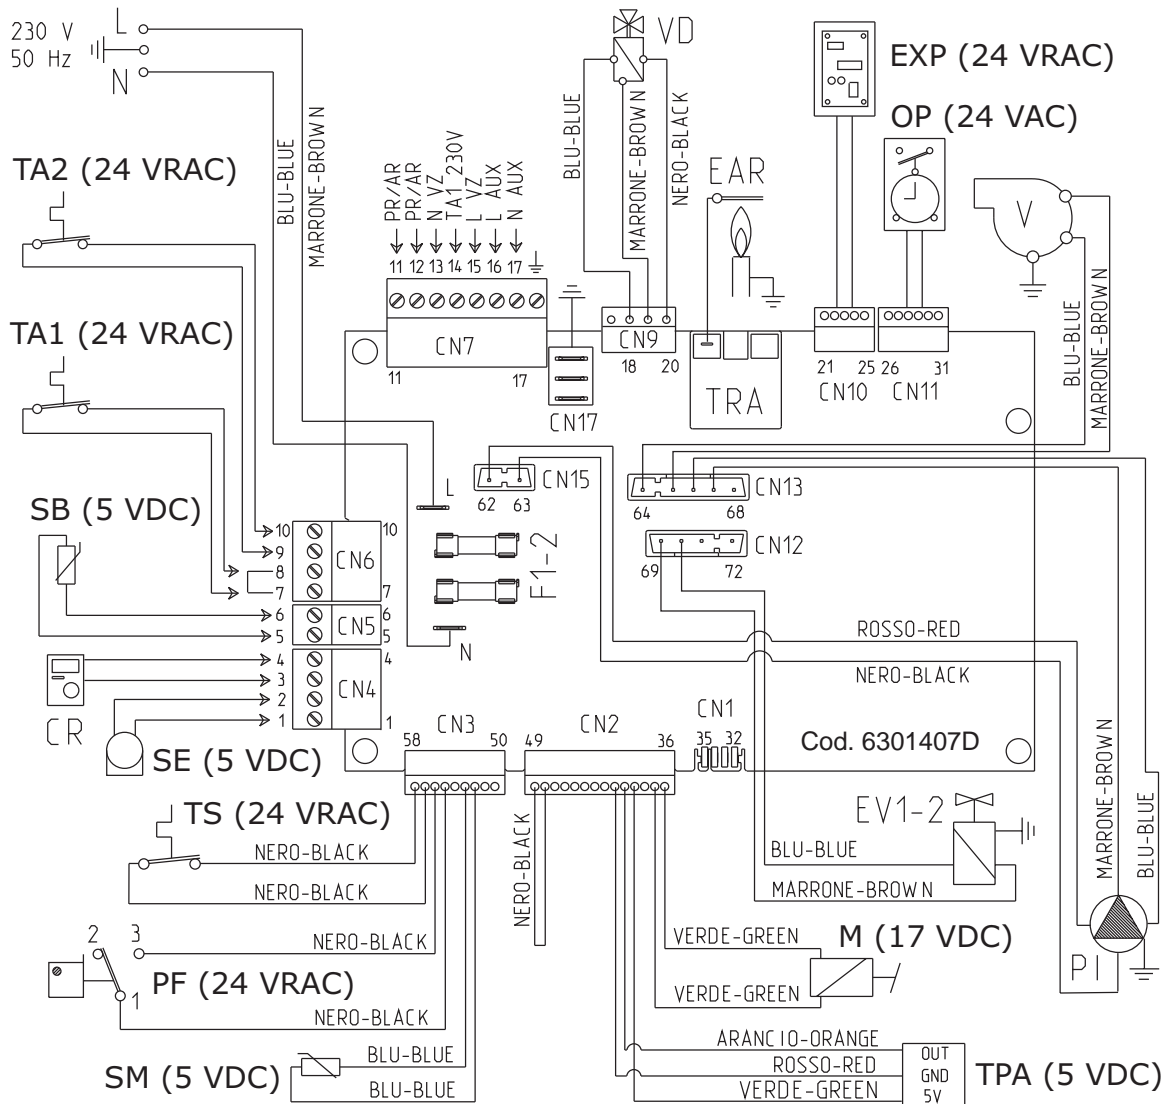 230 V
50 Hz
L
N
BLU-BLUE
MARRONE-BROWN
VD
BLU-BLUE
MARRONE-BROWN
NERO-BLACK
EXP (24 VRAC)
OP (24 VAC)
TA2 (24 VRAC)
PR/AR
PR/AR
N VZ
TA1 230V
L VZ
L AUX
N AUX
11 12 13 14 15 16 17
EAR
V
BLU-BLUE
MARRONE-BROWN
TA1 (24 VRAC)
CN7
11 17
CN17
CN9
18 20
TRA
21 25 26 31
CN10 CN11
SB (5 VDC)
L
CN15
62 63
CN13
64 68
CN12
69 72
F1-2
N
10
9
8
7
CN6
10
7
6
5
CN5
6
5
4
3
2
1
CN4
4
1
CR
SE (5 VDC)
ROSSO-RED
NERO-BLACK
CN3
58 50
CN2
49 36
CN1
35 32
Cod. 6301407D
TS (24 VRAC)
NERO-BLACK
NERO-BLACK
NERO-BLACK
EV1-2
BLU-BLUE
MARRONE-BROWN
MARRONE-BROWN
BLU-BLUE
2 3
1
PF (24 VRAC)
NERO-BLACK
NERO-BLACK
VERDE-GREEN
M (17 VDC)
VERDE-GREEN
PI
SM (5 VDC)
BLU-BLUE
BLU-BLUE
ARANCIO-ORANGE
ROSSO-RED
VERDE-GREEN
OUT
GND
5V
TPA (5 VDC)